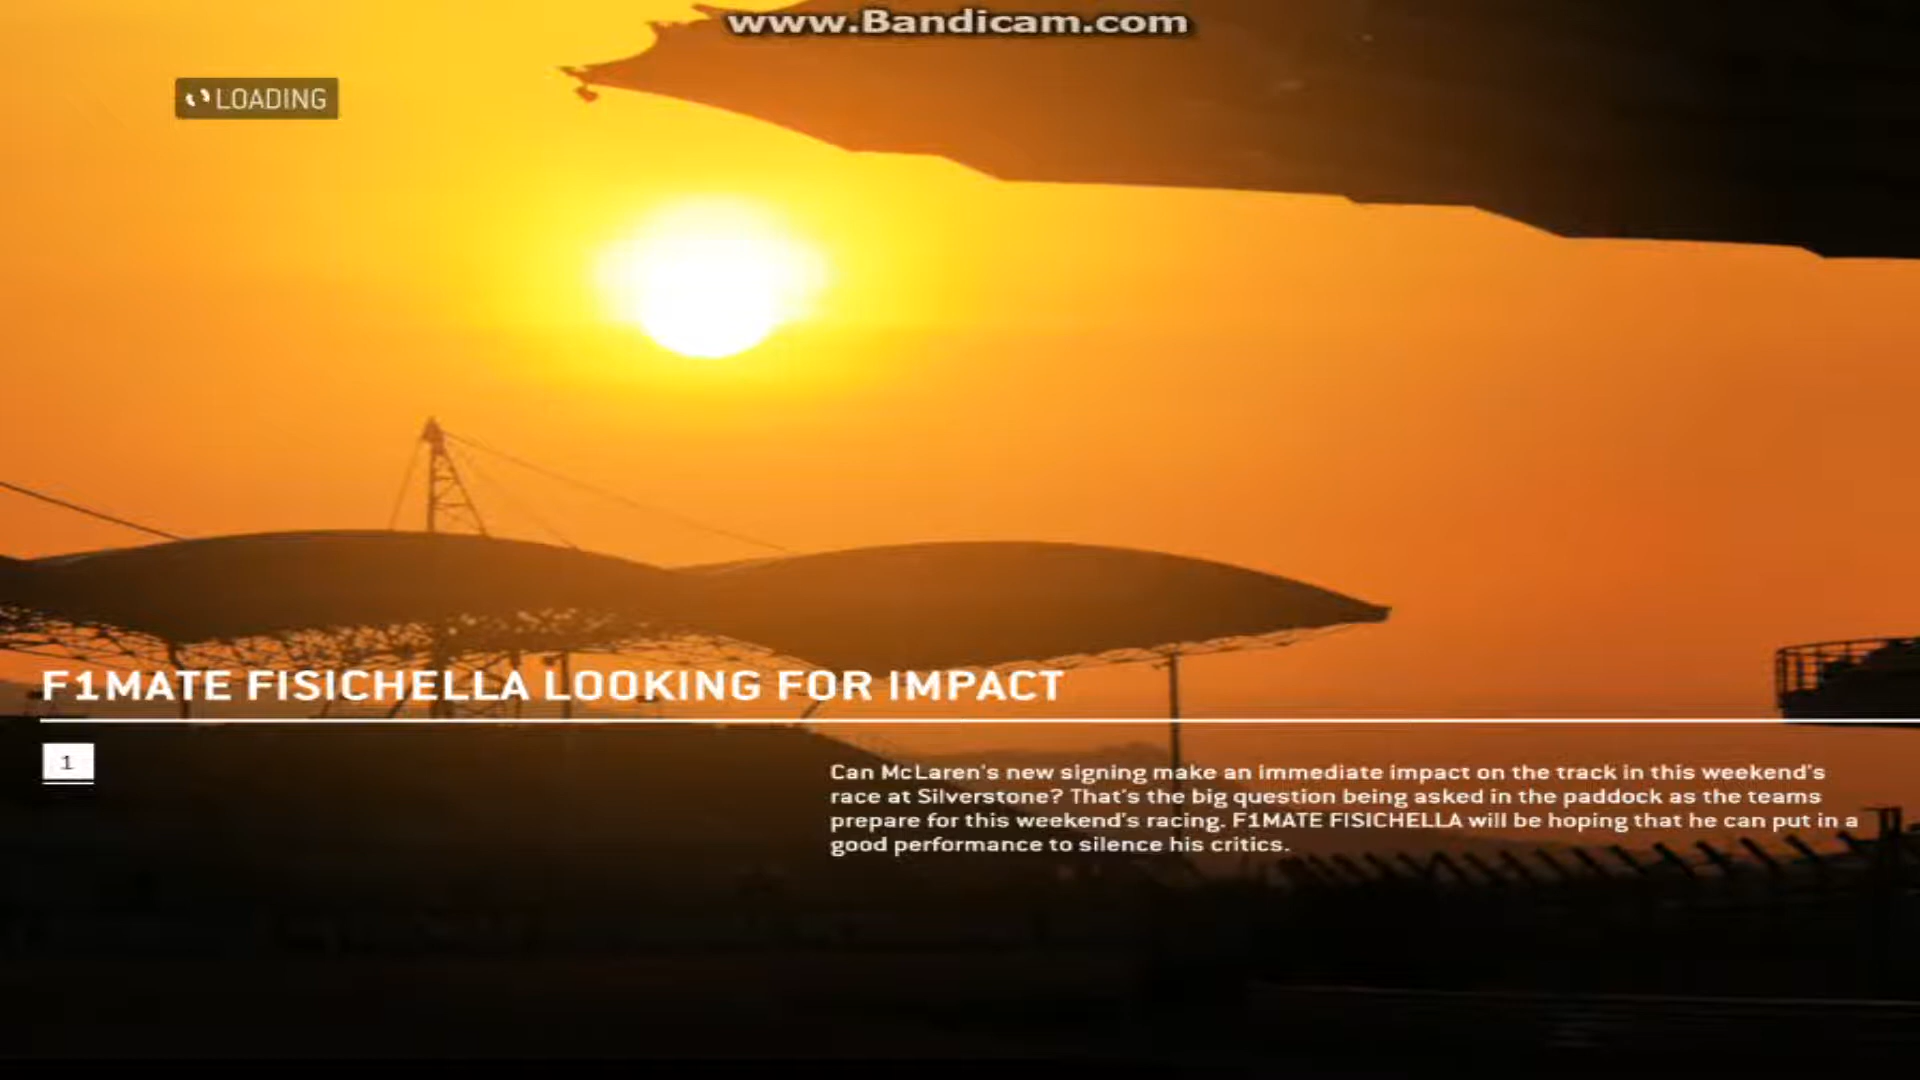 www.Bandicam.com
LOADING
F1MATE FISICHELLA LOOKING FOR IMPACT
1
Can McLaren's new signing make an immediate impact on the track in this weekend's
race at Silverstone? That's the big question being asked in the paddock as the teams
prepare for this weekend's racing. F1MATE FISICHELLA will be hoping that he can put in a
good performance to silence his critics.